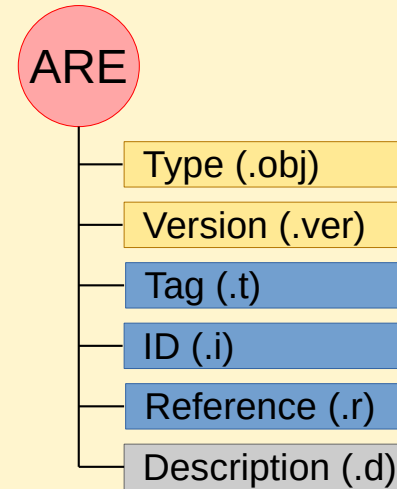 ARE
Type (.obj)
Version (.ver)
Tag (.t)
ID (.i)
Reference (.r)
Description (.d)